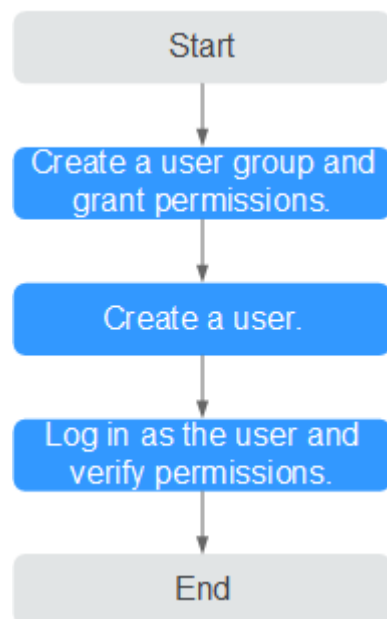 Start
Create a user group and
grant permissions.
Create a user.
Log in as the user and
verify permissions.
End